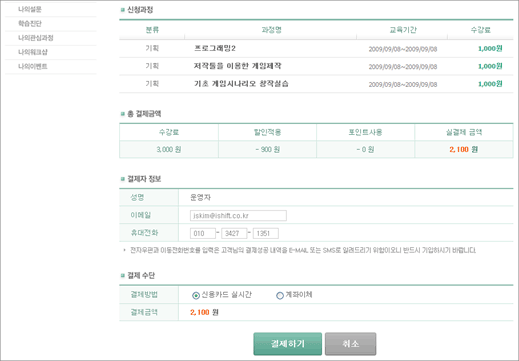 나의설문
학습진단
나의관심과정
나의워크샵
나의이벤트
신청과정
분류 과정명 교육기간 수강료
기획 프로그래밍2 2009/09/08~2009/09/08 1,000원
기획 저작툴을 이용한 게임제작 2009/09/08~2009/09/08 1,000원
기획 기초 게임시나리오 창작실습 2009/09/08~2009/09/08 1,000원
총 결제금액
수강료 할인적용 포인트사용 실결제 금액
3,000 원 - 900 원 - 0 원 2,100 원
결제자 정보
성명 운영자
이메일 iskim@ishift.co.kr
휴대전화 010 - 3427 - 1351
• 전자우편과 이동전화번호를 입력은 고객님의 결제성공 내역을 E-MAIL 또는 SMS로 알려드리기 위함이오니 반드시 기입하시기 바랍니다.
결제 수단
결제방법 신용카드 실시간 계좌이체
결제금액 2,100 원
결제하기 취소